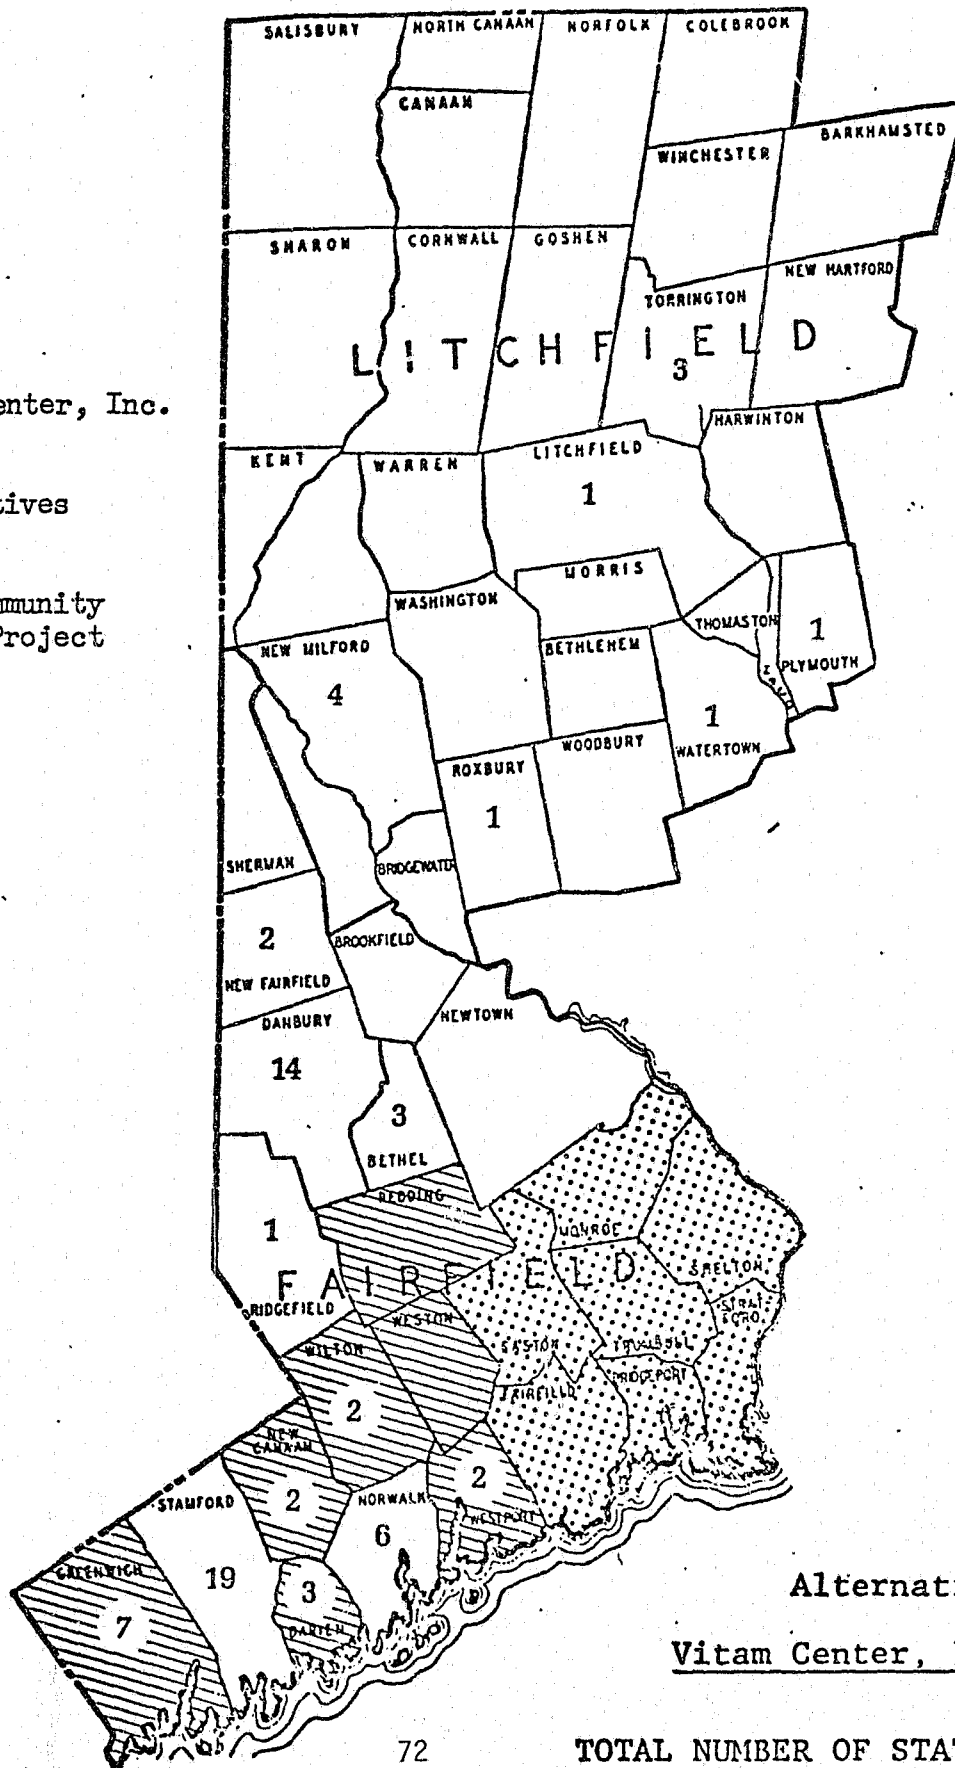 SALISBURY NORTH CANAAN NORFOLK COLEBROOK
CANAAN
WINCHESTER BARKHAMSTED
SHARON CORNWALL GOSHEN
NEW HARTFORD
TORRINGTON
LITCHFIELD
3
enter, Inc.
HARWINTON
KENT WARREN LITCHFIELD
1
tives
MORRIS
mmunity
WASHINGTON
Project
THOMASTON 1
NEW MILFORD BETHLEHEM PLYMOUTH
4
1
WOODBURY WATERTOWN
ROXBURY
1
SHERMAN BRIDGEWATER
2 BROOKFIELD
NEW FAIRFIELD
DANBURY NEWTOWN
14
3
BETHEL
REDDING
1 MONROE
FAIRFIELD
SHELTON
RIDGEFIELD
WESTON
WILTON EASTON TRUMBULL
FAIRFIELD BRIDGEPORT
2
NEW
CANAAN
2 2
STAMFORD NORWALK
WESTPORT
6
GREENWICH 19 3
7 DARIEN
Alternati
Vitam Center,
72 TOTAL NUMBER OF STAT